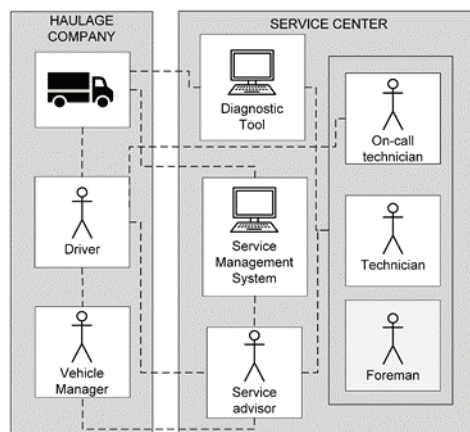 HAULAGE
COMPANY
SERVICE CENTER
Diagnostic
Tool
On-call
technician
Driver
Service
Management
System
Technician
Vehicle
Manager
Service
advisor
Foreman